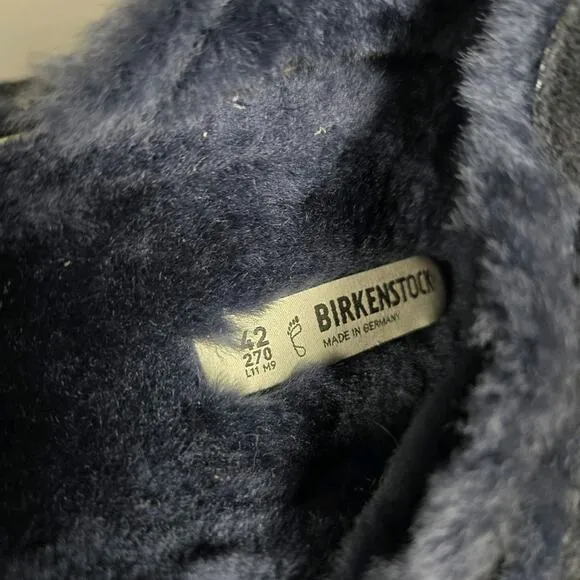 42
270
L11 M9
BIRKENSTOCK
MADE IN GERMANY